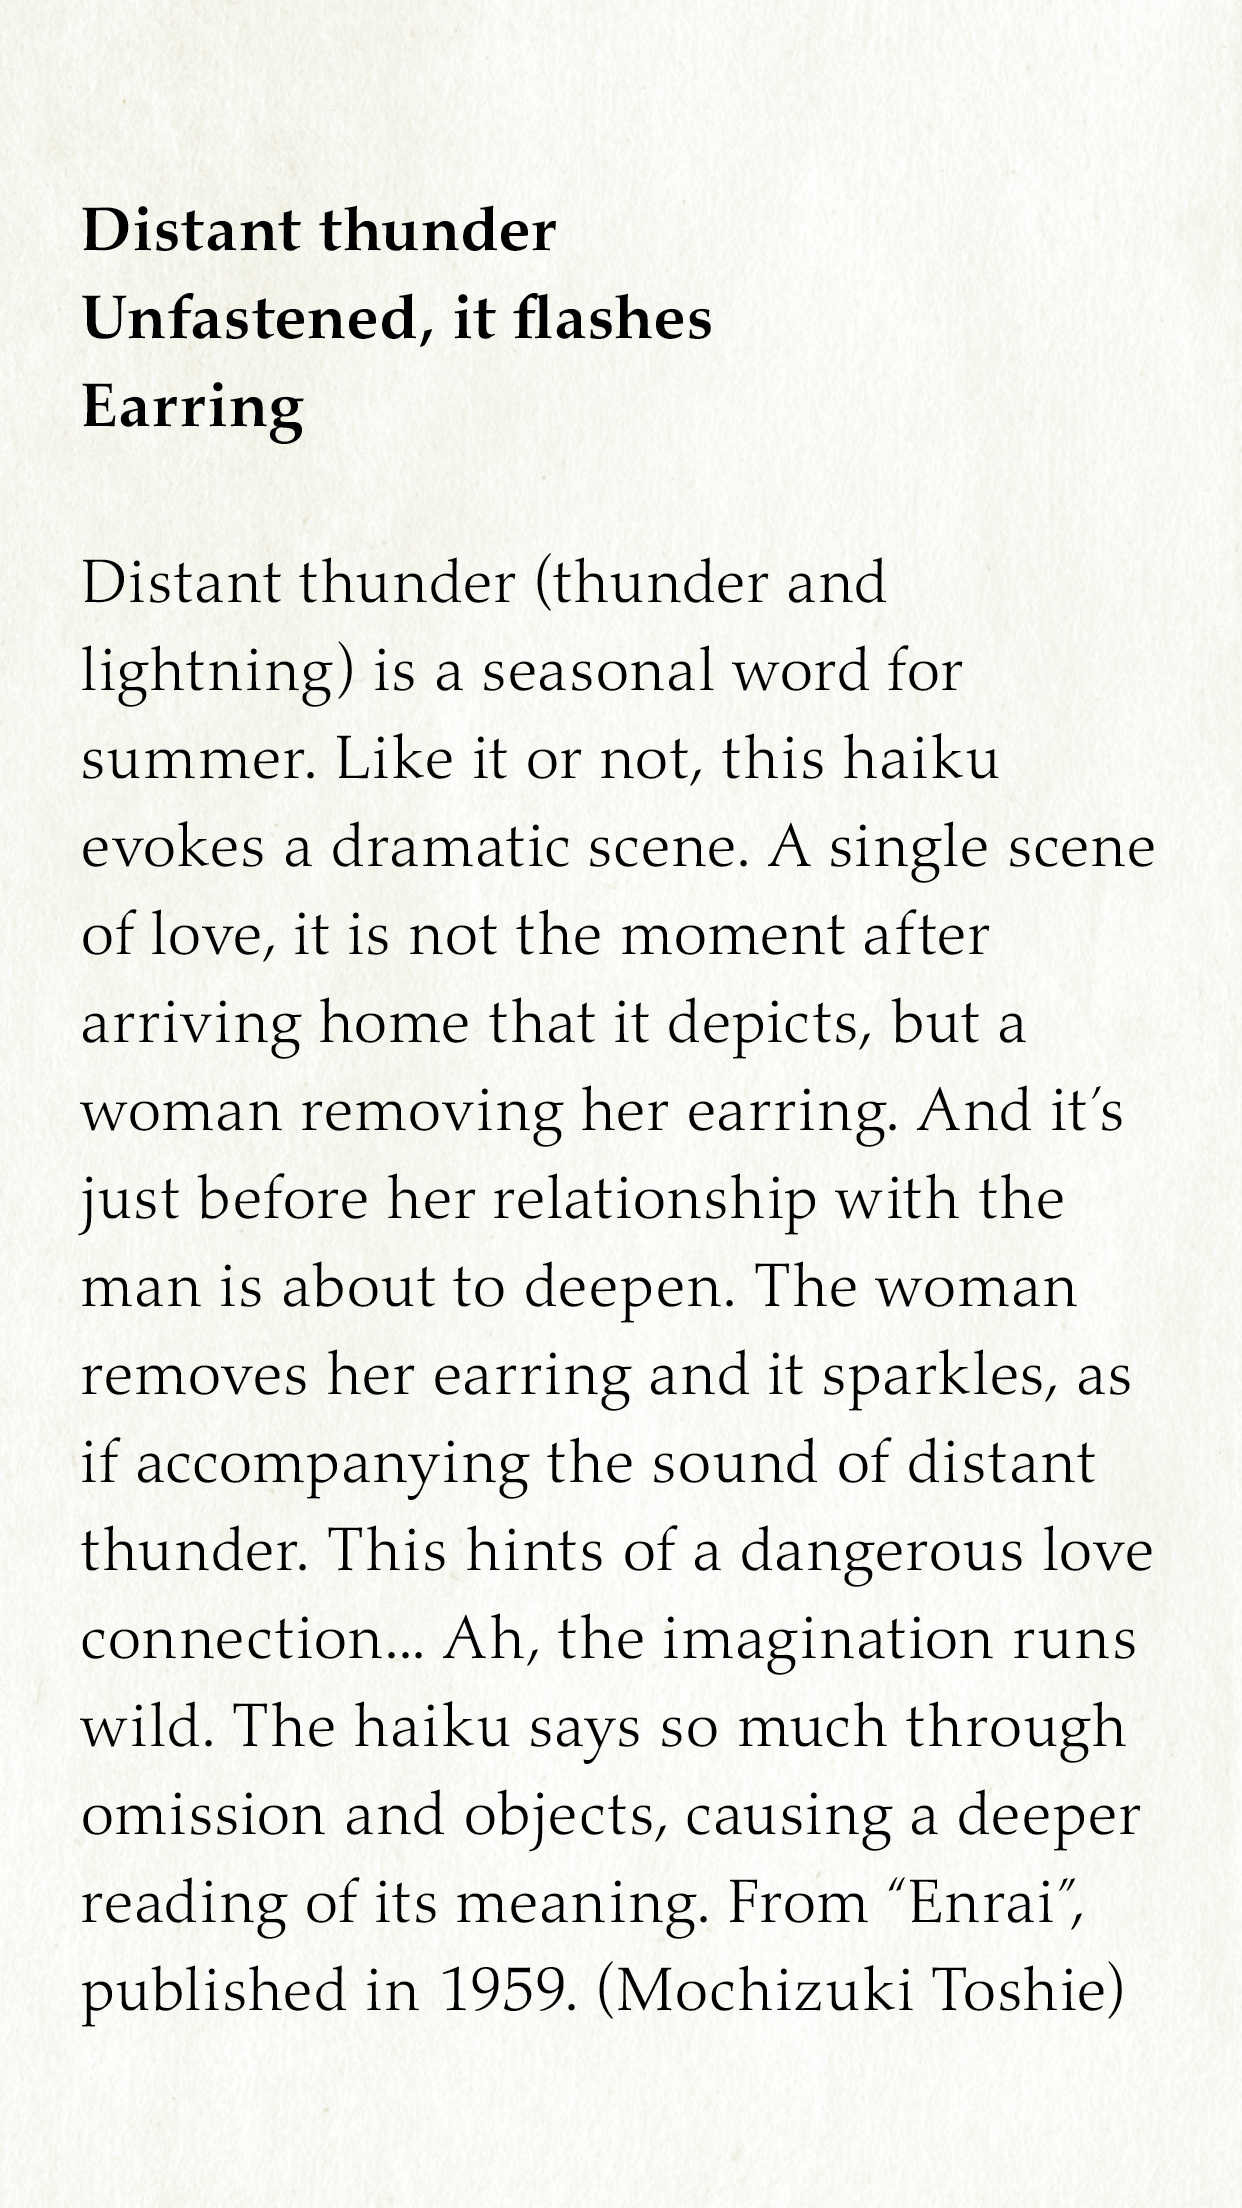 Distant thunder
Unfastened, it flashes
Earring
Distant thunder (thunder and
lightning) is a seasonal word for
summer. Like it or not, this haiku
evokes a dramatic scene. A single scene
of love, it is not the moment after
arriving home that it depicts, but a
woman removing her earring. And it′s
just before her relationship with the
man is about to deepen. The woman
removes her earring and it sparkles, as
if accompanying the sound of distant
thunder. This hints of a dangerous love
connection... Ah, the imagination runs
wild. The haiku says so much through
omission and objects, causing a deeper
reading of its meaning. From “Enrai”,
published in 1959. (Mochizuki Toshie)